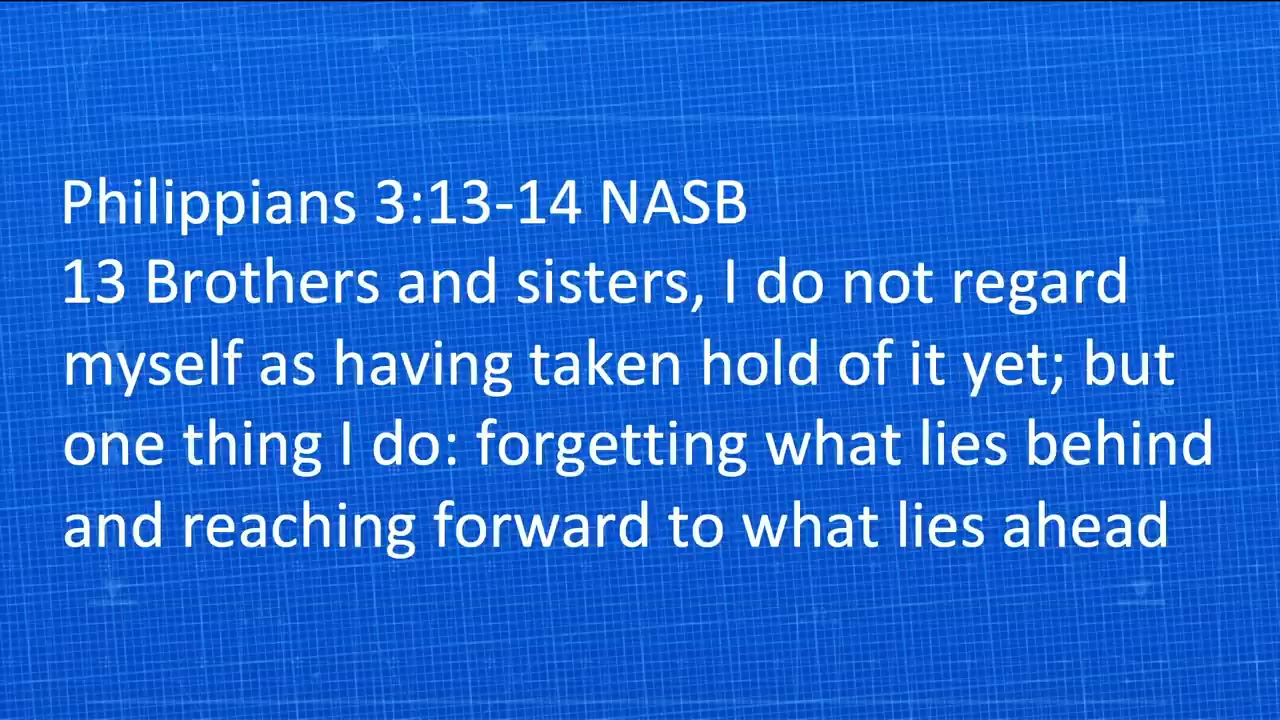 Philippians 3:13-14 NASB
13 Brothers and sisters, I do not regard
myself as having taken hold of it yet; but
one thing I do: forgetting what lies behind
and reaching forward to what lies ahead